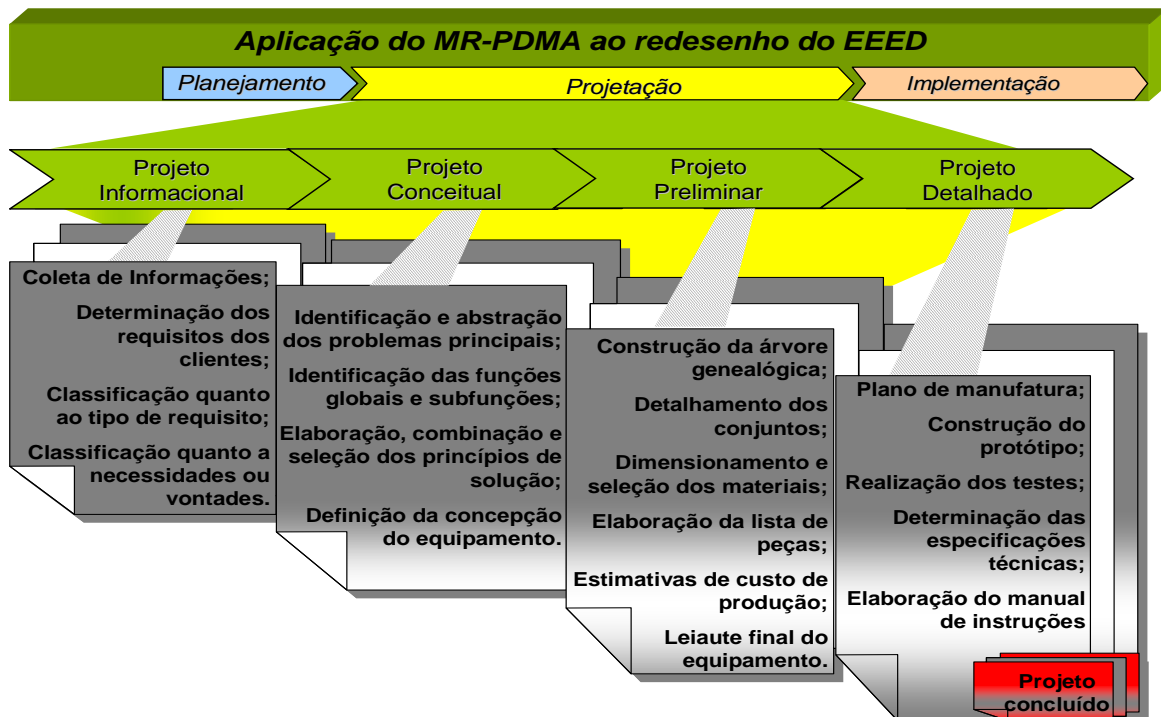 Aplicação do MR-PDMA ao redesenho do EEED
Planejamento
Projetação
Implementação
Projeto
Informacional
Projeto
Conceitual
Projeto
Preliminar
Projeto
Detalhado
Coleta de Informações;
Determinação dos
requisitos dos
clientes;
Classificação quanto
ao tipo de requisito;
Classificação quanto a
necessidades ou
vontades.
Identificação e abstração
dos problemas principais;
Identificação das funções
globais e subfunções;
Elaboração, combinação e
seleção dos princípios de
solução;
Definição da concepção
do equipamento.
Construção da árvore
genealógica;
Detalhamento dos
conjuntos;
Dimensionamento e
seleção dos materiais;
Elaboração da lista de
peças;
Estimativas de custo de
produção;
Leiaute final do
equipamento.
Plano de manufatura;
Construção do
protótipo;
Realização dos testes;
Determinação das
especificações
técnicas;
Elaboração do manual
de instruções
Projeto
concluído